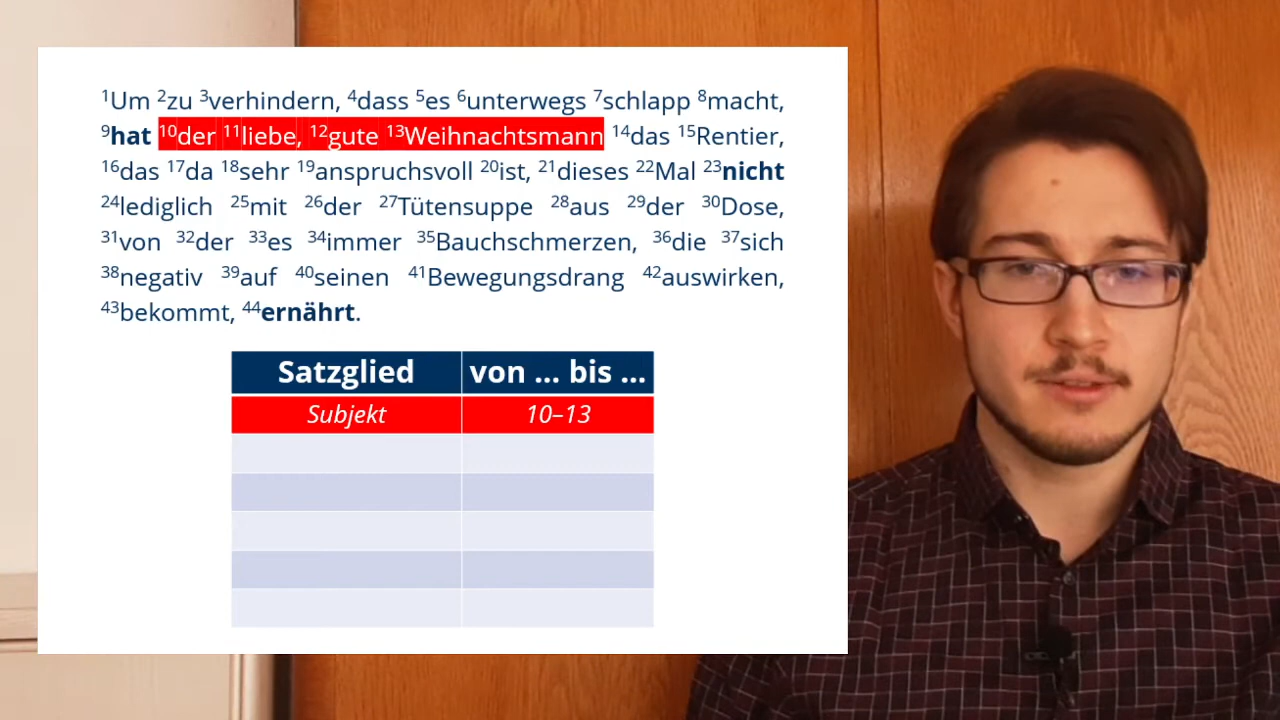 ¹Um ²zu ³verhindern, ⁴dass ⁵es ⁶unterwegs ⁷schlapp ⁸macht,
⁹hat ¹⁰der ¹¹liebe, ¹²gute ¹³Weihnachtsmann ¹⁴das ¹⁵Rentier,
¹⁶das ¹⁷da ¹⁸sehr ¹⁹anspruchsvoll ²⁰ist, ²¹dieses ²²Mal ²³nicht
²⁴lediglich ²⁵mit ²⁶der ²⁷Tütensuppe ²⁸aus ²⁹der ³⁰Dose,
³¹von ³²der ³³es ³⁴immer ³⁵Bauchschmerzen, ³⁶die ³⁷sich
³⁸negativ ³⁹auf ⁴⁰seinen ⁴¹Bewegungsdrang ⁴²auswirken,
⁴³bekommt, ⁴⁴ernährt.
Satzglied von ... bis ...
Subjekt 10–13